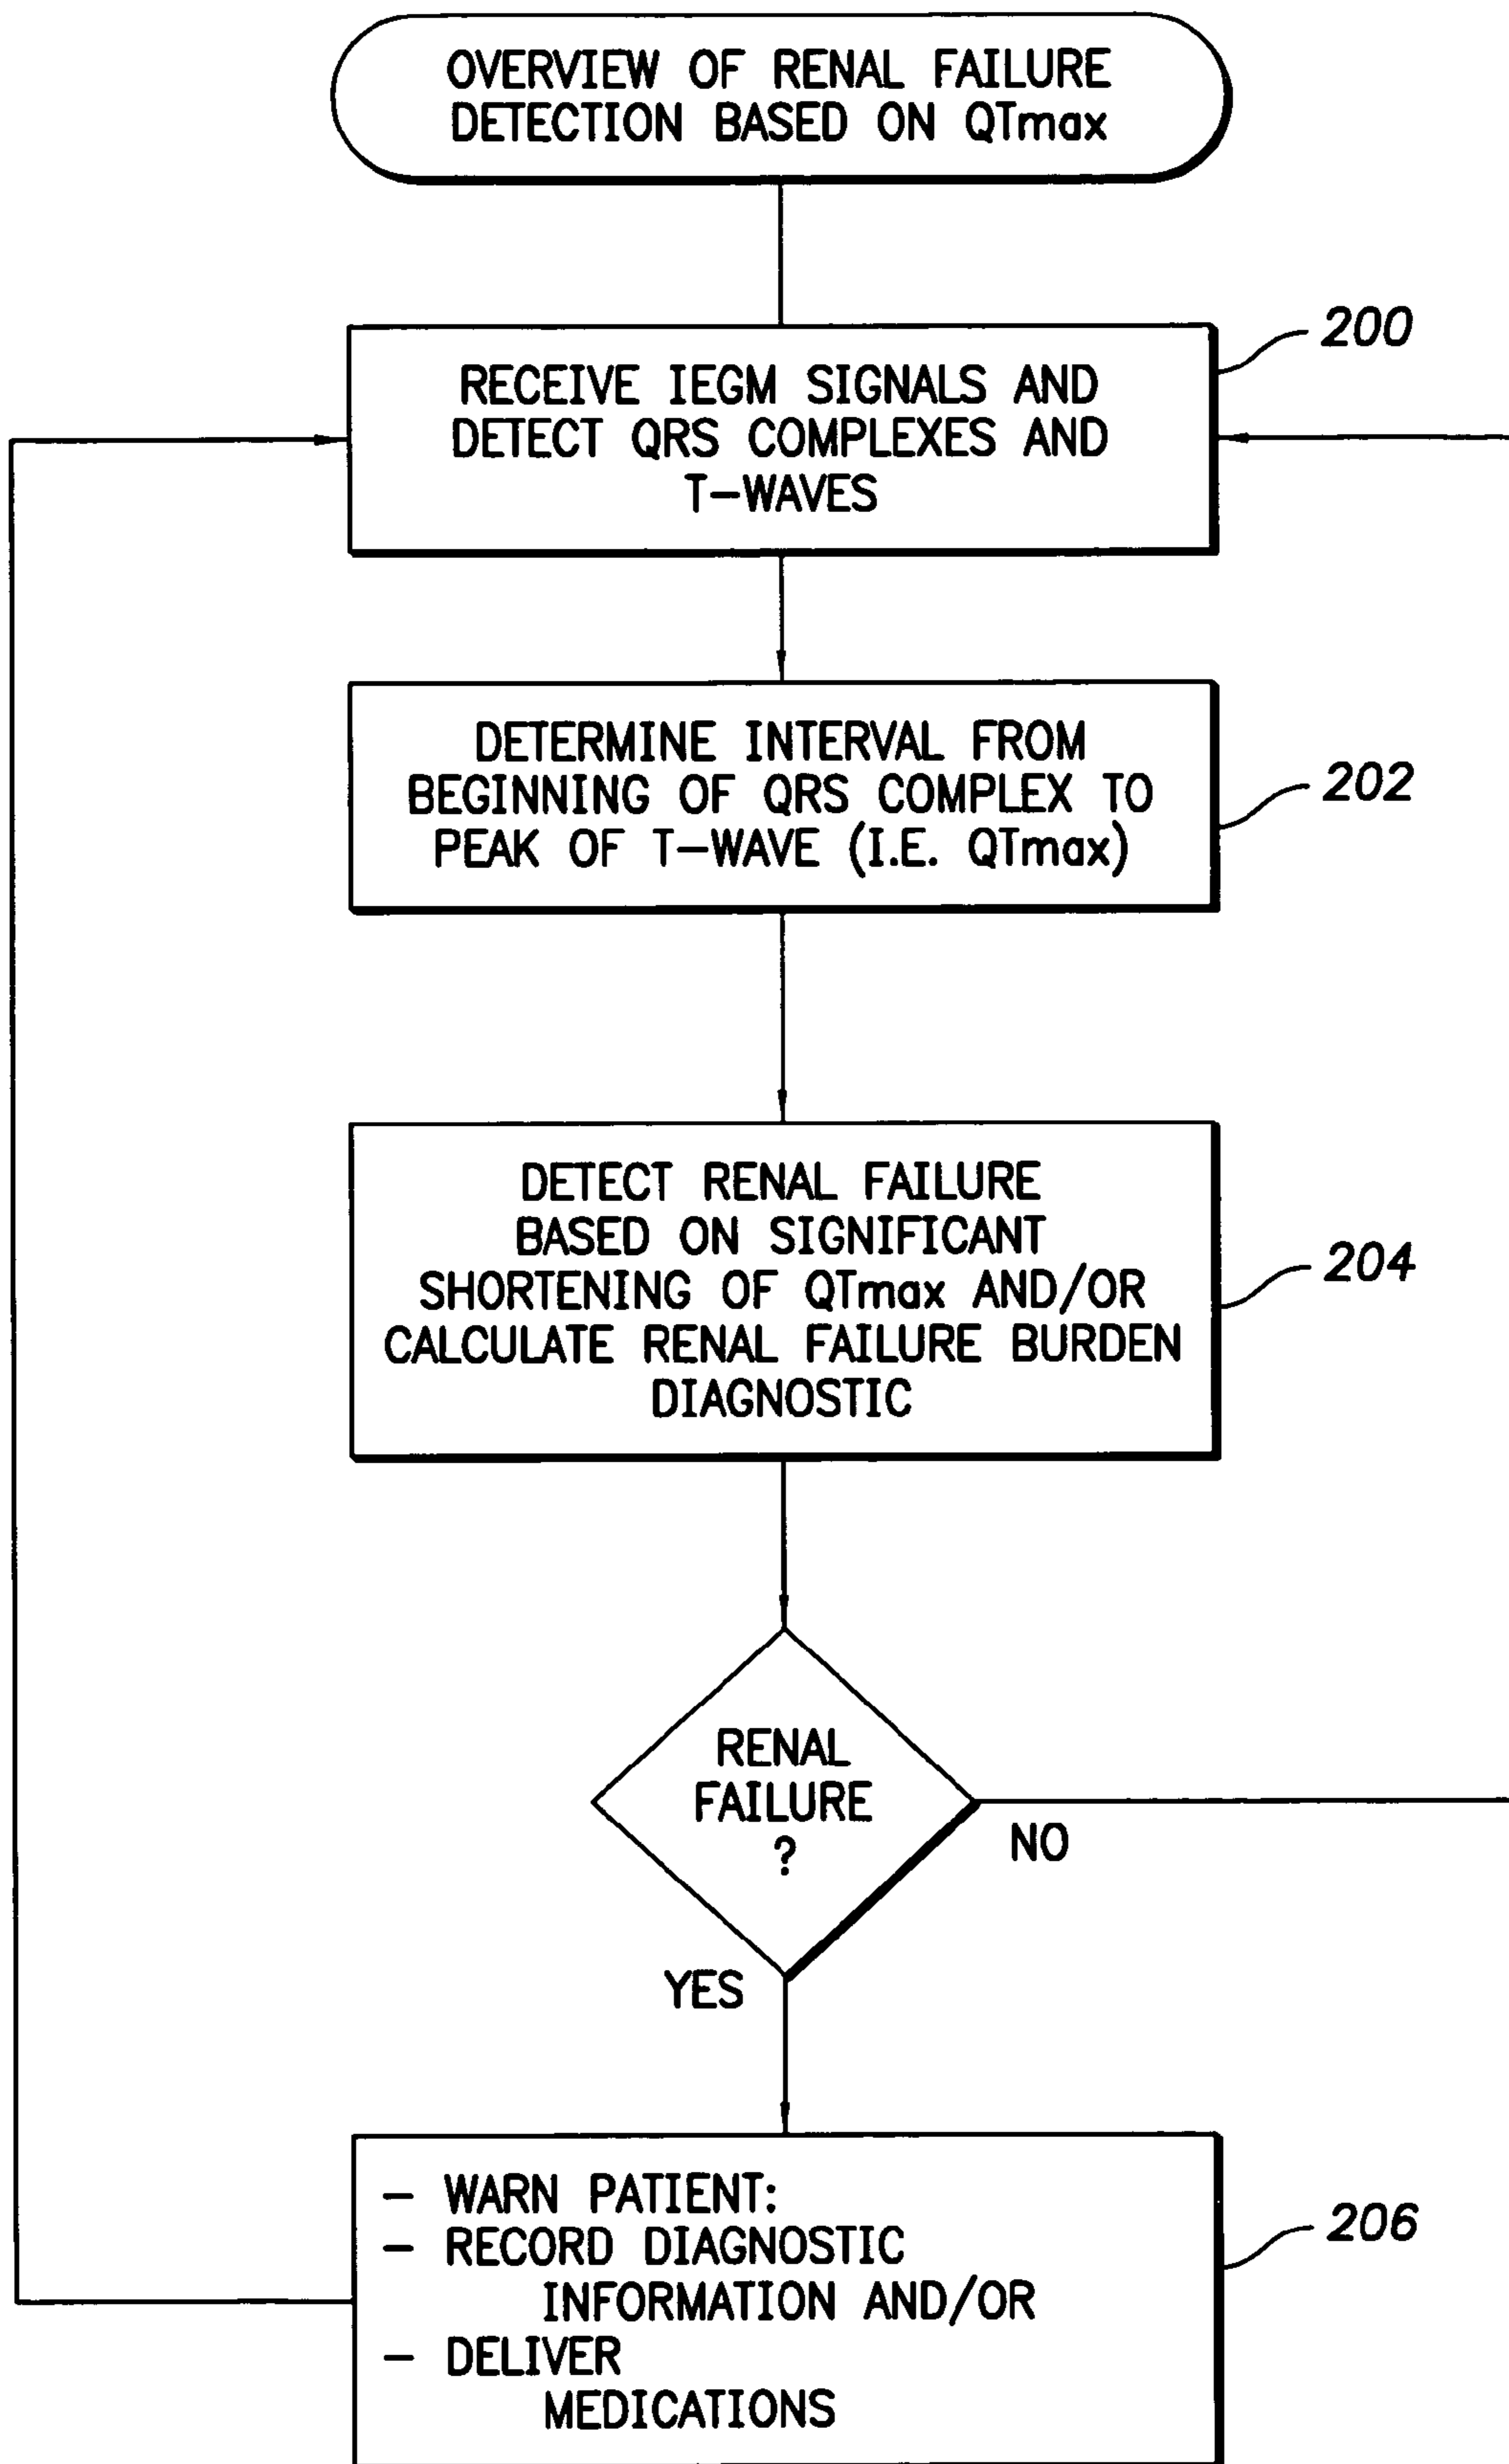 OVERVIEW OF RENAL FAILURE
DETECTION BASED ON QTmax
200
RECEIVE IEGM SIGNALS AND
DETECT QRS COMPLEXES AND
T-WAVES
202
DETERMINE INTERVAL FROM
BEGINNING OF QRS COMPLEX TO
PEAK OF T-WAVE (I.E. QTmax)
204
DETECT RENAL FAILURE
BASED ON SIGNIFICANT
SHORTENING OF QTmax AND/OR
CALCULATE RENAL FAILURE BURDEN
DIAGNOSTIC
RENAL
FAILURE
?
NO
YES
206
- WARN PATIENT:
- RECORD DIAGNOSTIC
INFORMATION AND/OR
- DELIVER
MEDICATIONS